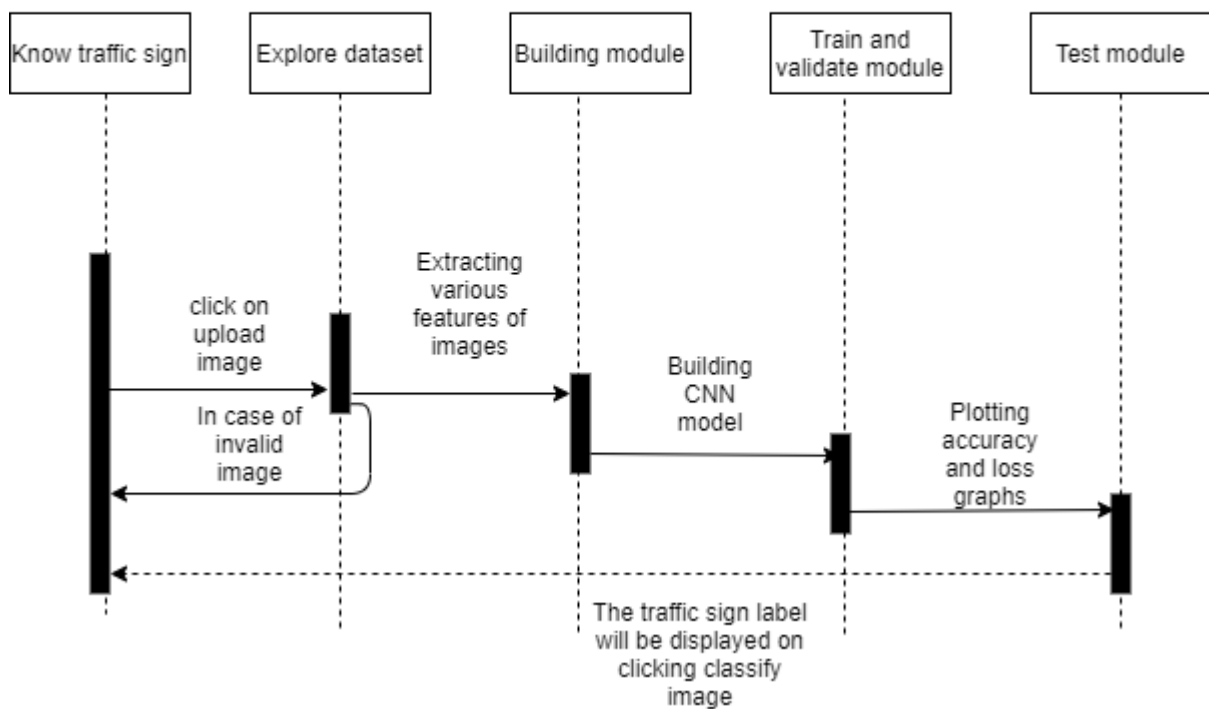 Know traffic sign
Explore dataset
Building module
Train and
validate module
Test module
click on
upload
image
Extracting
various
features of
images
Building
CNN
model
Plotting
accuracy
and loss
graphs
In case of
invalid
image
The traffic sign label
will be displayed on
clicking classify
image